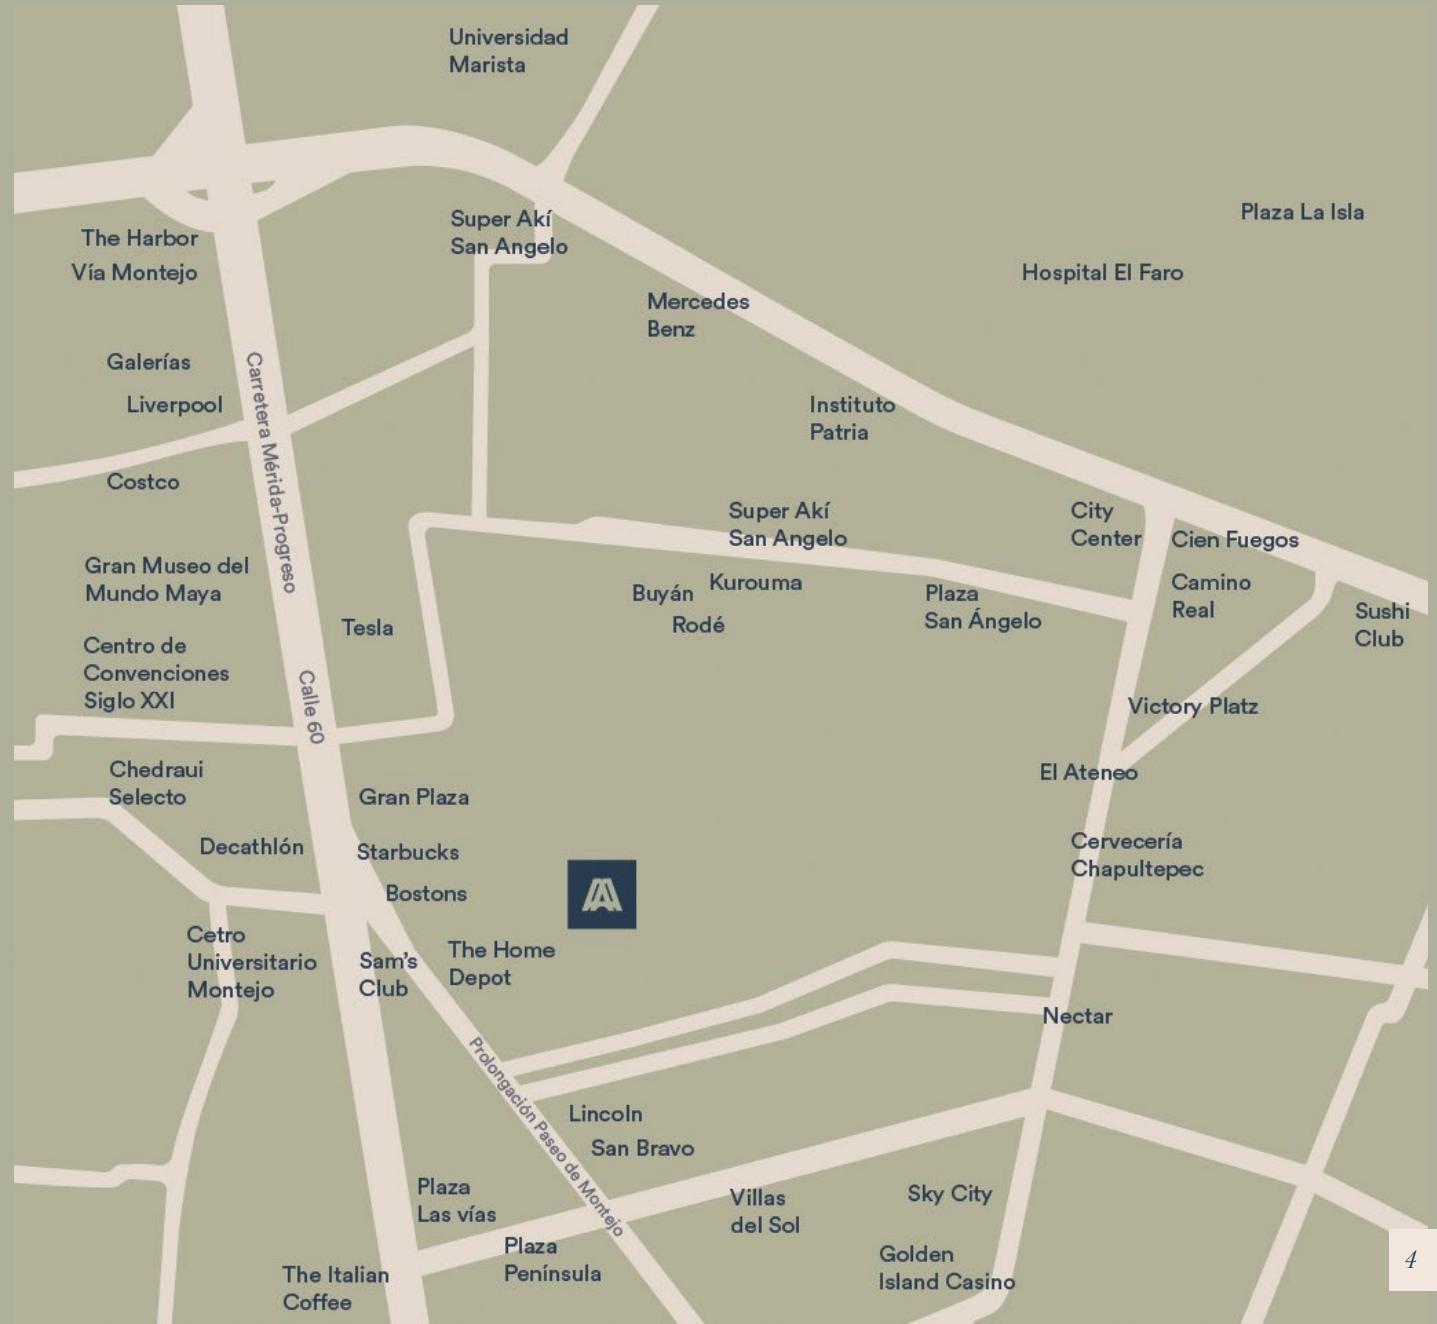 Universidad
Marista
Plaza La Isla
Super Akí
San Angelo
The Harbor
Vía Montejo
Hospital El Faro
Mercedes
Benz
Galerías
Liverpool
Carretera Mérida-Progreso
Instituto
Patria
Costco
Super Akí
San Angelo
City
Center
Cien Fuegos
Gran Museo del
Mundo Maya
Buyán
Kurouma
Rodé
Plaza
San Ángelo
Camino
Real
Sushi
Club
Tesla
Centro de
Convenciones
Siglo XXI
Calle 60
Victory Platz
El Ateneo
Chedraui
Selecto
Gran Plaza
Decathlón
Starbucks
Bostons
Cervecería
Chapultepec
Cetro
Universitario
Montejo
Sam's
Club
The Home
Depot
Nectar
Prolongación Paseo de Montejo
Lincoln
San Bravo
Plaza
Las vías
Villas
del Sol
Sky City
Plaza
Península
Golden
Island Casino
The Italian
Coffee
4